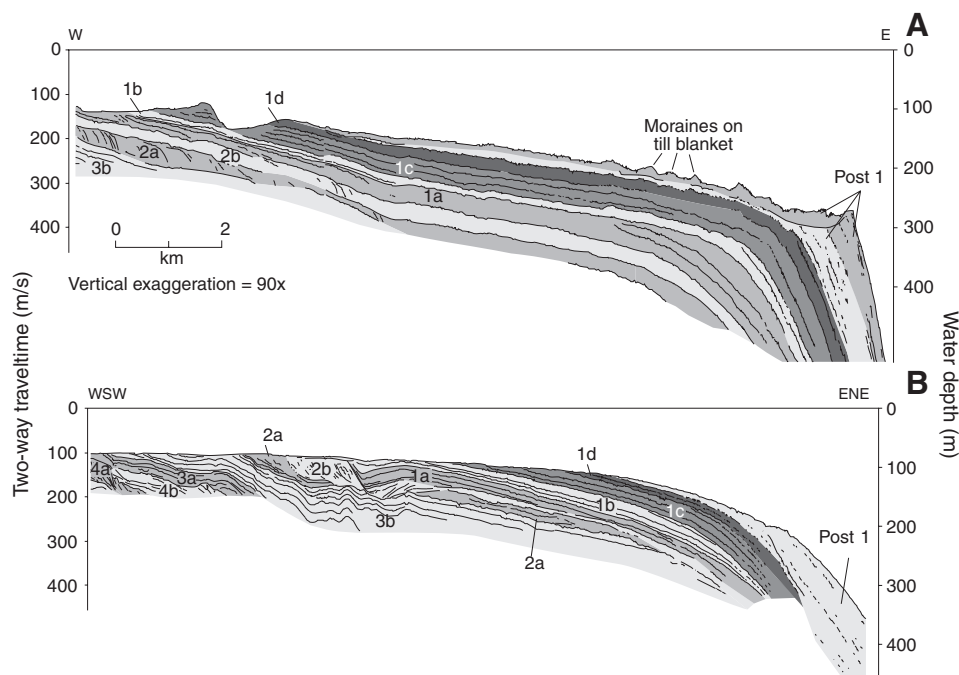 W
E
A
0
100
200
300
400
0
100
200
300
400
1b
1d
2a
2b
3b
1c
1a
Moraines on
till blanket
Post 1
0 2
km
Vertical exaggeration = 90x
Two-way traveltime (m/s)
Water depth (m)
B
WSW
ENE
0
100
200
300
400
0
100
200
300
400
2a
4a
3a
4b
2b
1a
3b
1d
1b
1c
2a
Post 1